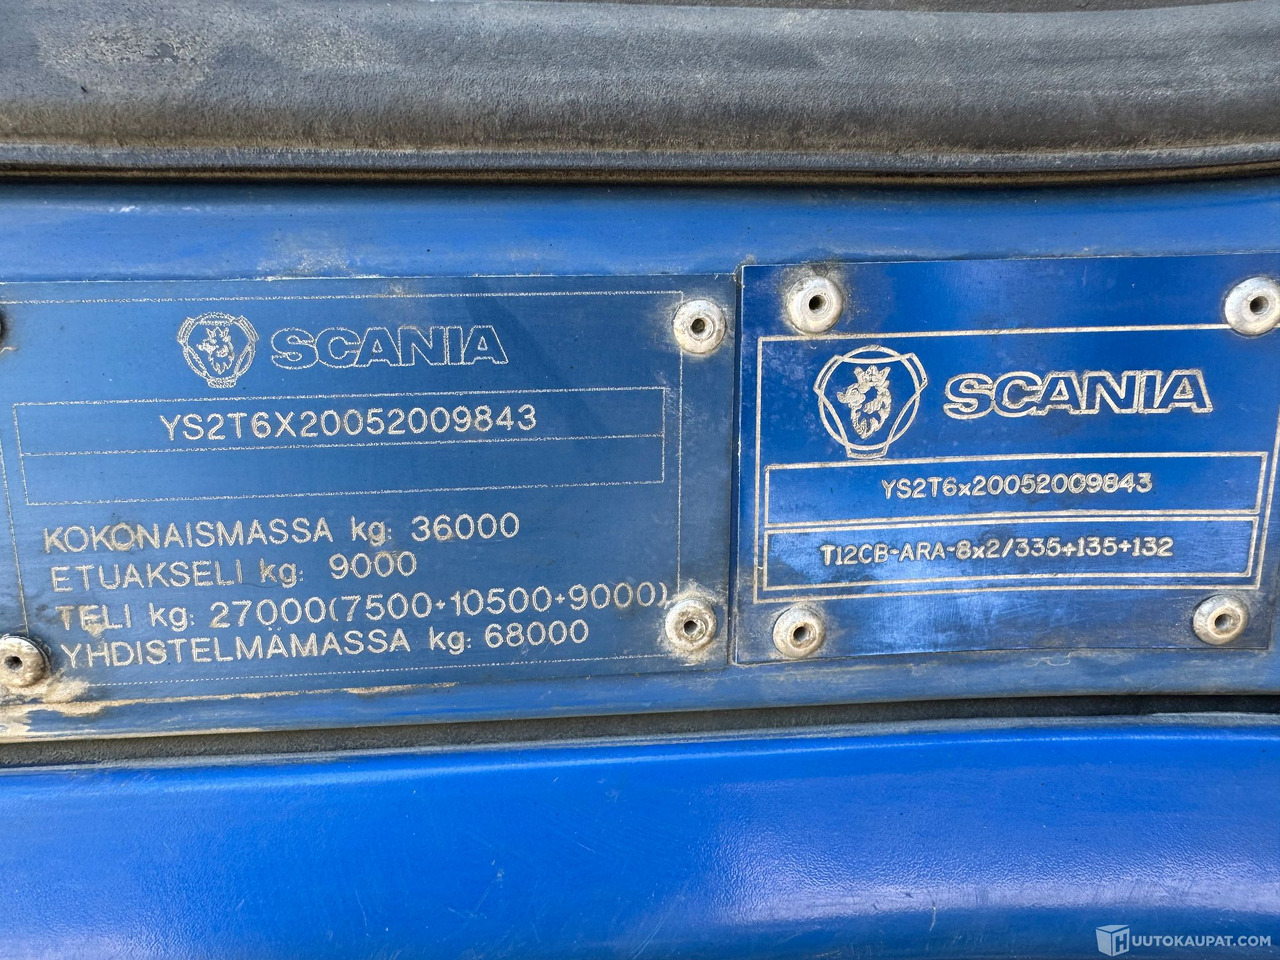 SCANIA
YS2T6X20052009843
KOKONAISMASSA kg: 36000
ETUAKSELI kg: 9000
TELI kg: 27000(7500+10500+9000)
YHDISTELMÄMASSA kg: 68000
SCANIA
YS2T6x20052009843
T12CB-ARA-8x2/335+135+132
HUUTOKAUPAT.COM